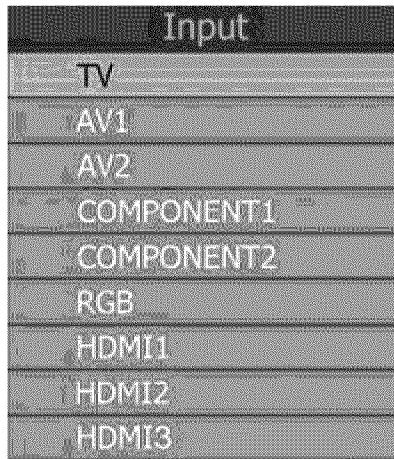 Input
TV
AV1
AV2
COMPONENT1
COMPONENT2
RGB
HDMI1
HDMI2
HDMI3